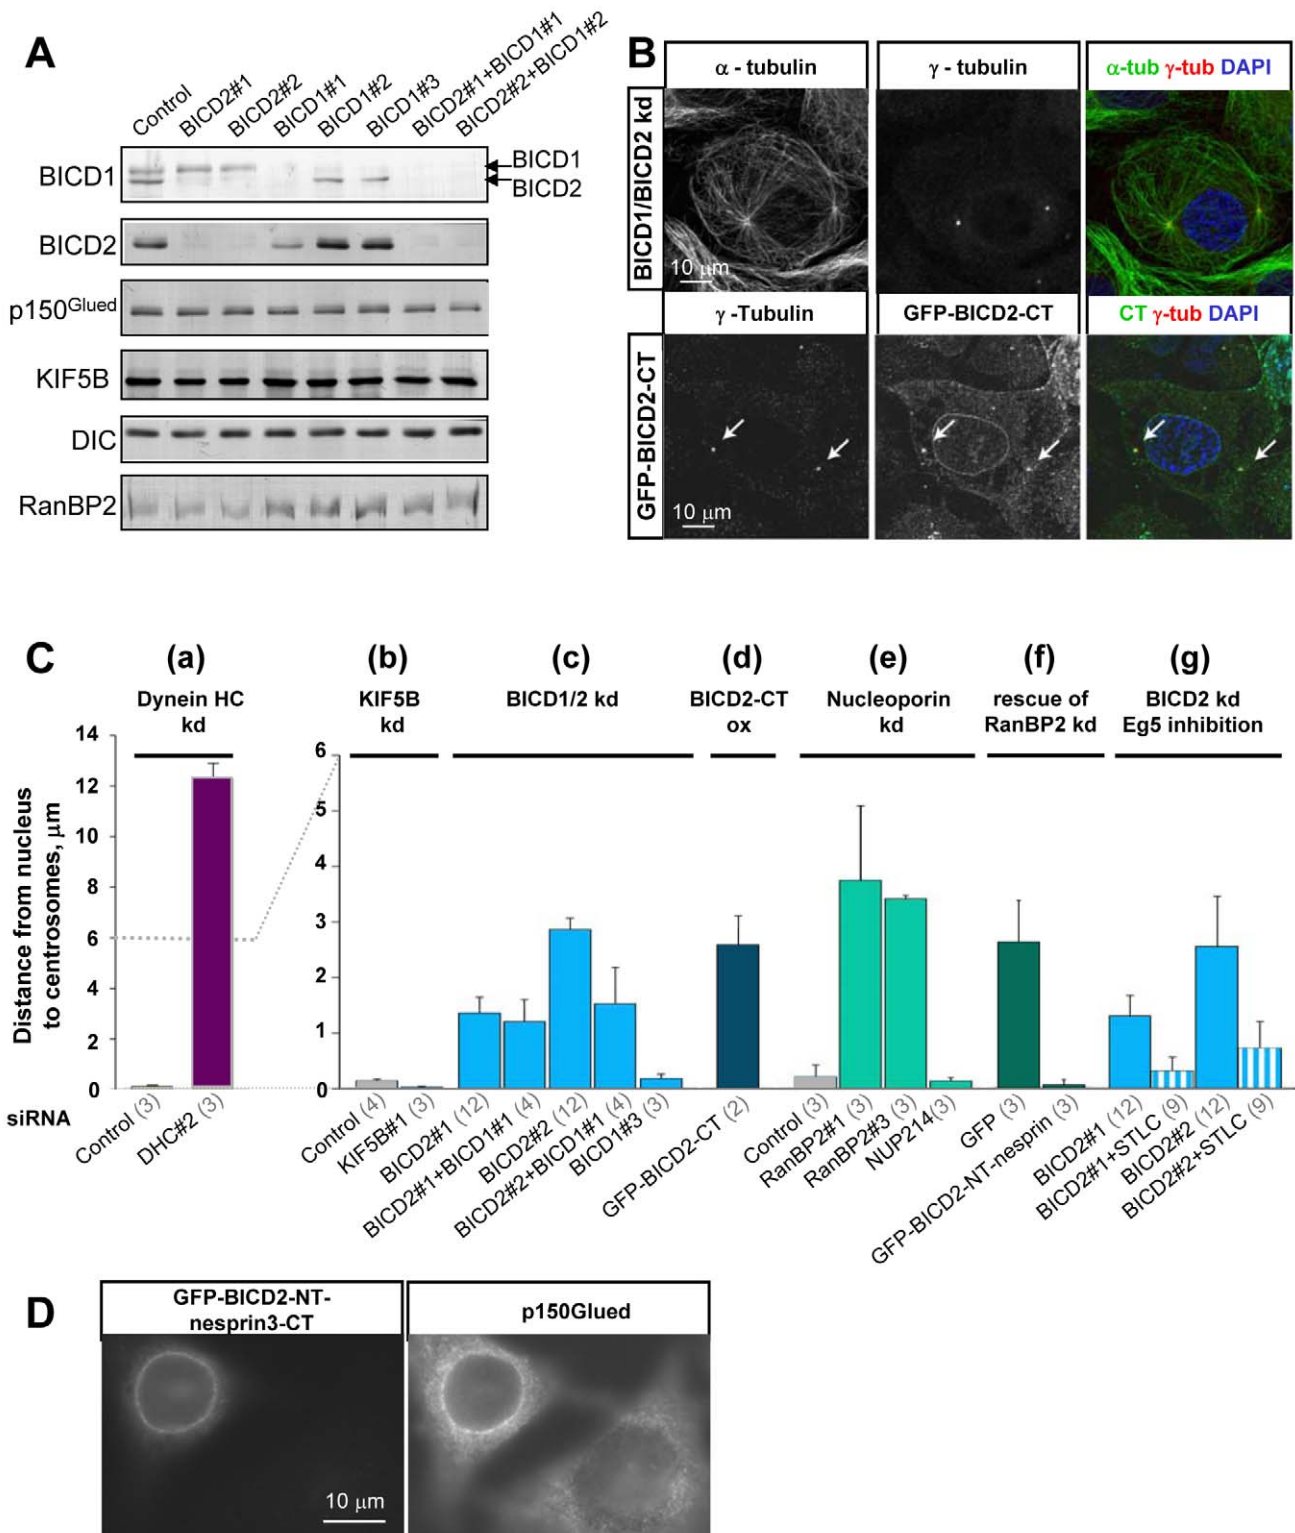 A
Control
BICD2#1
BICD2#2
BICD1#1
BICD1#2
BICD1#3
BICD2#1+BICD1#1
BICD2#2+BICD1#2
BICD1
BICD1
BICD2
BICD2
p150Glued
KIF5B
DIC
RanBP2
B
α - tubulin
γ - tubulin
α-tub γ-tub DAPI
BICD1/BICD2 kd
10 μm
γ -Tubulin
GFP-BICD2-CT
CT γ-tub DAPI
GFP-BICD2-CT
10 μm
C
(a)
(b)
(c)
(d)
(e)
(f)
(g)
Dynein HC
kd
KIF5B
kd
BICD1/2 kd
BICD2-CT
ox
Nucleoporin
kd
rescue of
RanBP2 kd
BICD2 kd
Eg5 inhibition
Distance from nucleus
to centrosomes, μm
14
12
10
8
6
4
2
0
6
5
4
3
2
1
0
siRNA
Control (3)
DHC#2 (3)
Control (4)
KIF5B#1 (3)
BICD2#1 (12)
BICD2#1+BICD1#1 (4)
BICD2#2 (12)
BICD2#2+BICD1#1 (4)
BICD1#3 (3)
GFP-BICD2-CT (2)
Control (3)
RanBP2#1 (3)
RanBP2#3 (3)
NUP214(3)
GFP (3)
GFP-BICD2-NT-nesprin (3)
BICD2#1 (12)
BICD2#1+STLC (9)
BICD2#2 (12)
BICD2#2+STLC (9)
D
GFP-BICD2-NT-
nesprin3-CT
p150Glued
10 μm